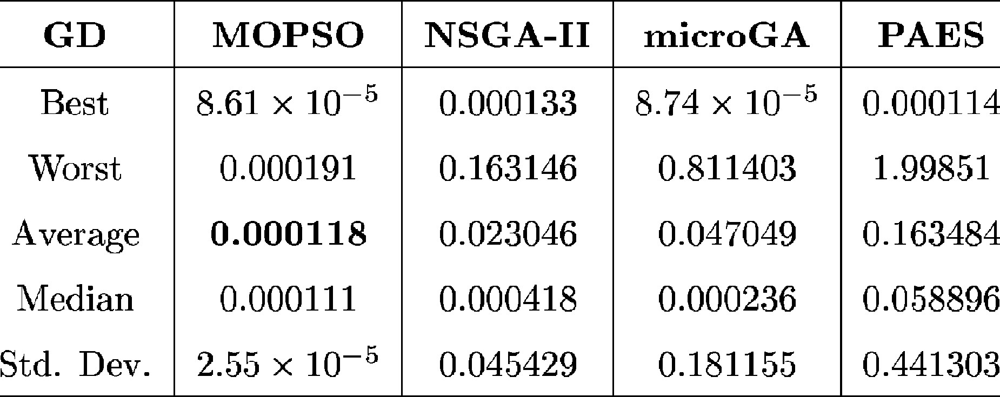 GD MOPSO NSGA-II microGA PAES
Best 8.61 × 10⁻⁵ 0.000133 8.74 × 10⁻⁵ 0.000114
Worst 0.000191 0.163146 0.811403 1.99851
Average 0.000118 0.023046 0.047049 0.163484
Median 0.000111 0.000418 0.000236 0.058896
Std. Dev. 2.55 × 10⁻⁵ 0.045429 0.181155 0.441303